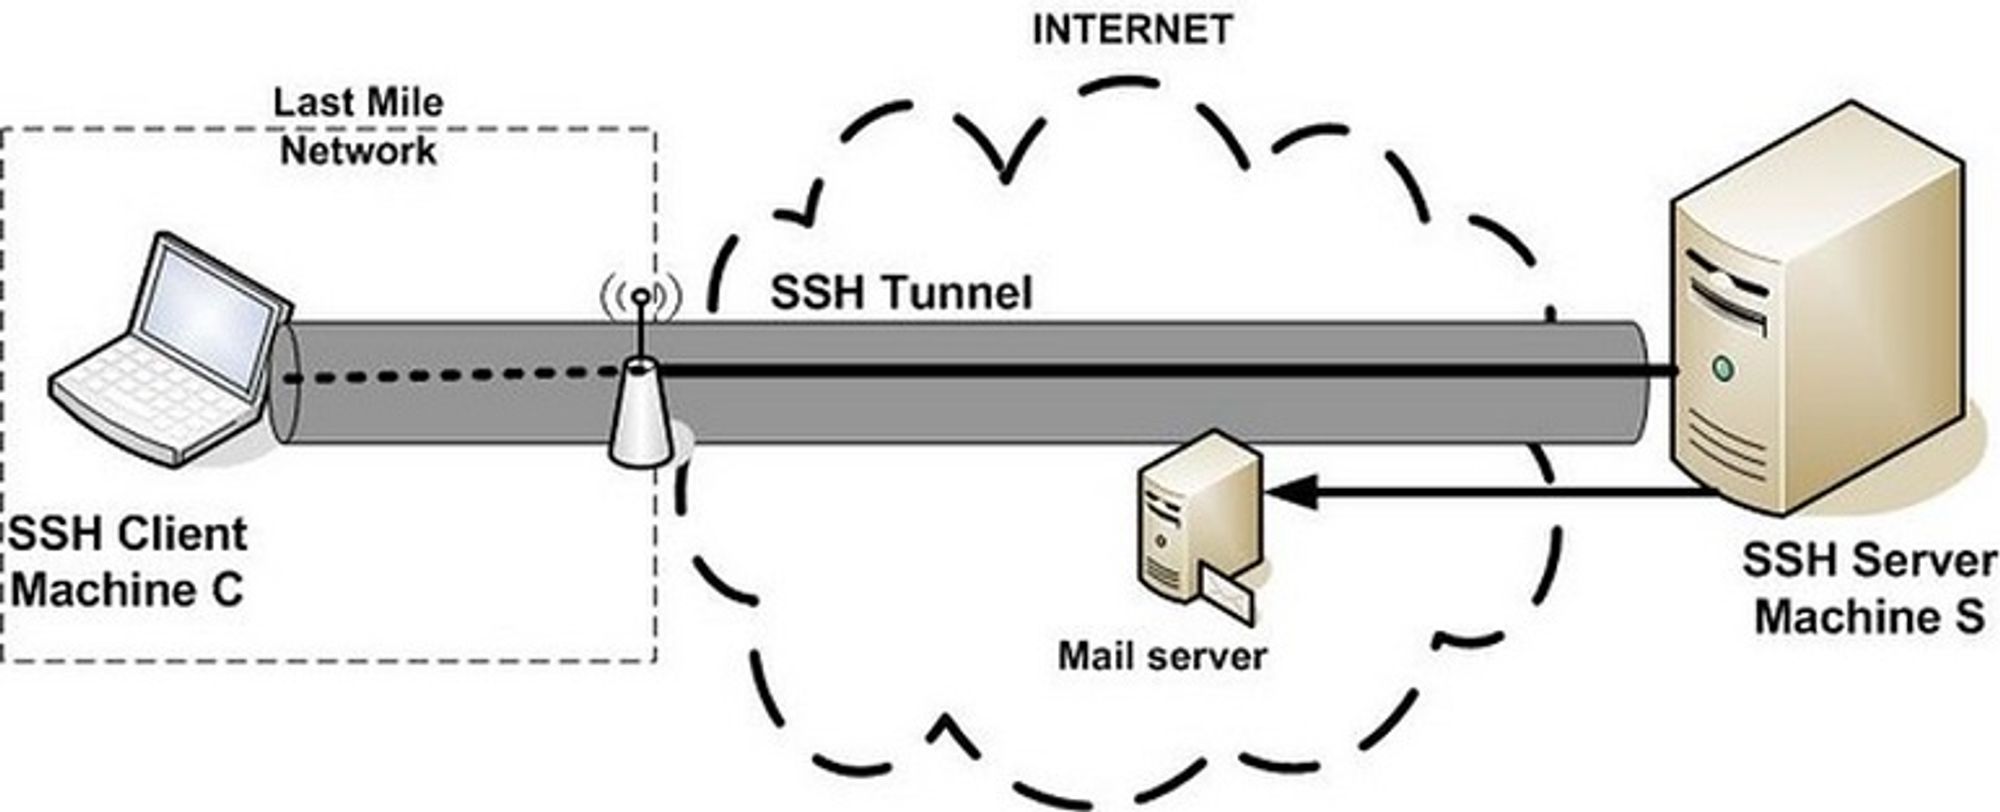 INTERNET
Last Mile
Network
SSH Tunnel
SSH Client
Machine C
SSH Server
Machine S
Mail server